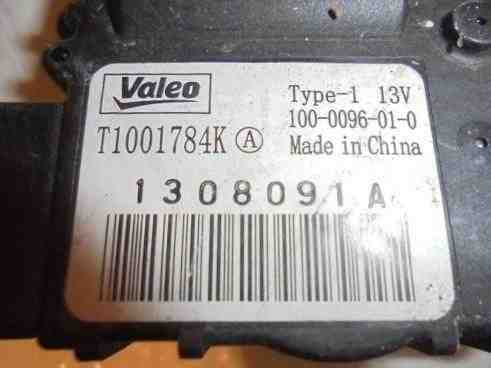 Valeo
Type-1 13V
100-0096-01-0
T1001784K Ⓐ
Made in China
1308091A